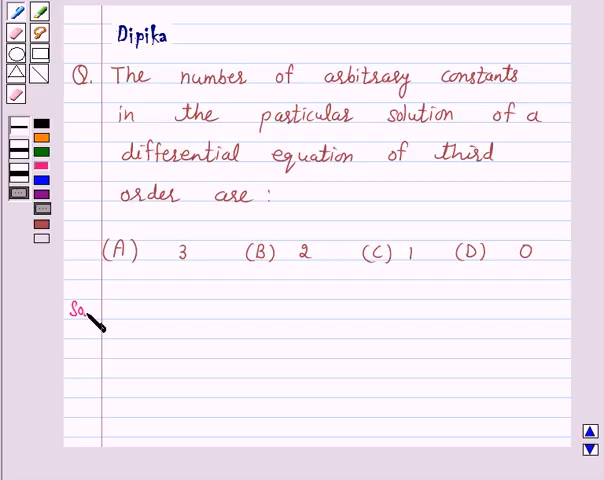 Dipika
Q. The number of arbitrary constants
in the particular solution of a
differential equation of third
order are :
(A) 3 (B) 2 (C) 1 (D) 0
So